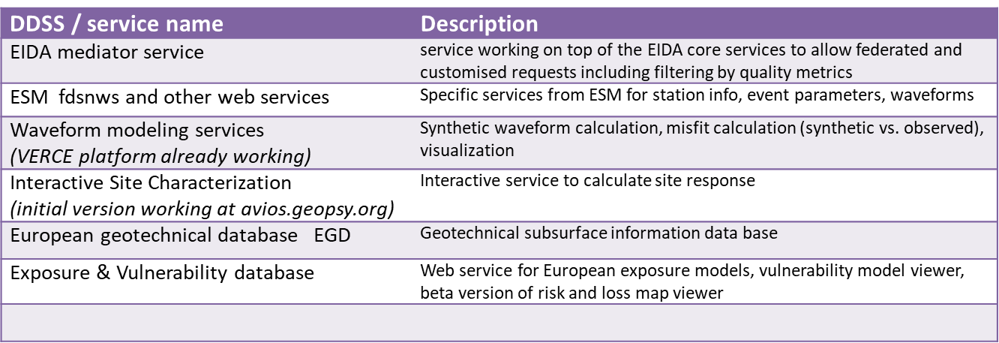 DDSS / service name
Description
EIDA mediator service
service working on top of the EIDA core services to allow federated and
customised requests including filtering by quality metrics
ESM fdsnws and other web services
Specific services from ESM for station info, event parameters, waveforms
Waveform modeling services
(VERCE platform already working)
Synthetic waveform calculation, misfit calculation (synthetic vs. observed),
visualization
Interactive Site Characterization
(initial version working at avios.geopsy.org)
Interactive service to calculate site response
European geotechnical database EGD
Geotechnical subsurface information data base
Exposure & Vulnerability database
Web service for European exposure models, vulnerability model viewer,
beta version of risk and loss map viewer